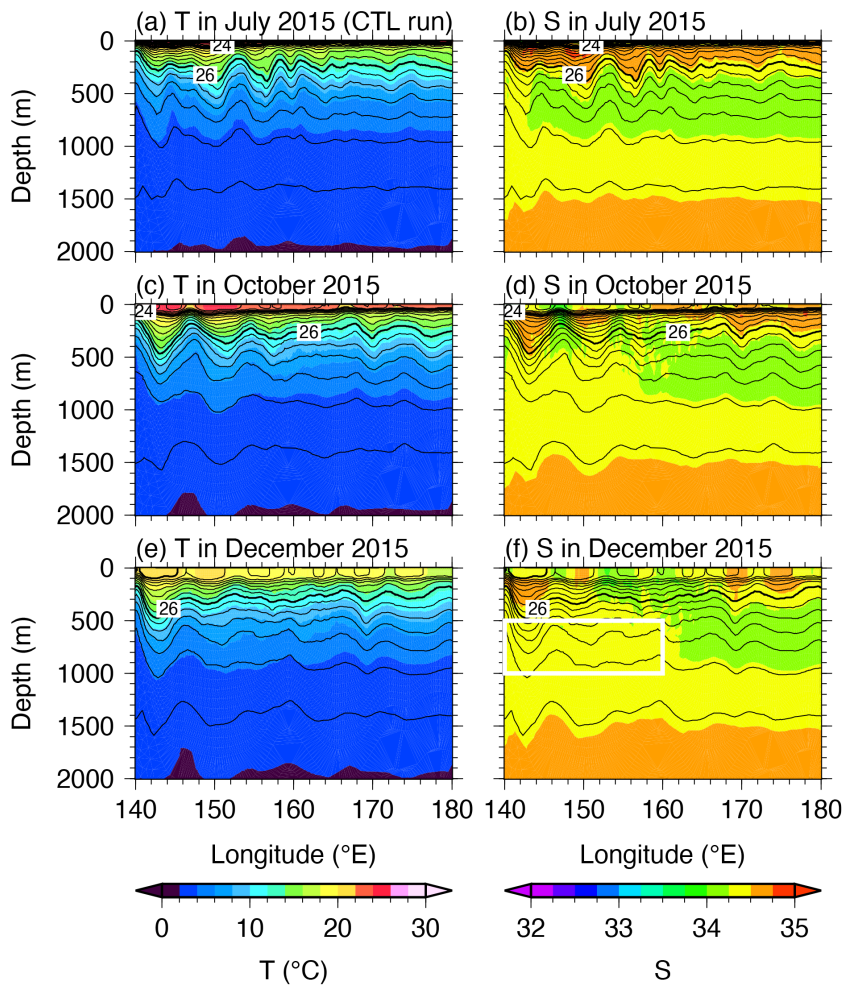 (a) T in July 2015 (CTL run)
(b) S in July 2015
0
500
1000
1500
2000
Depth (m)
24
26
24
26
(c) T in October 2015
(d) S in October 2015
0
500
1000
1500
2000
Depth (m)
24
26
24
26
(e) T in December 2015
(f) S in December 2015
0
500
1000
1500
2000
Depth (m)
26
26
140 150 160 170 180
140 150 160 170 180
Longitude (°E)
Longitude (°E)
0 10 20 30
32 33 34 35
T (°C)
S